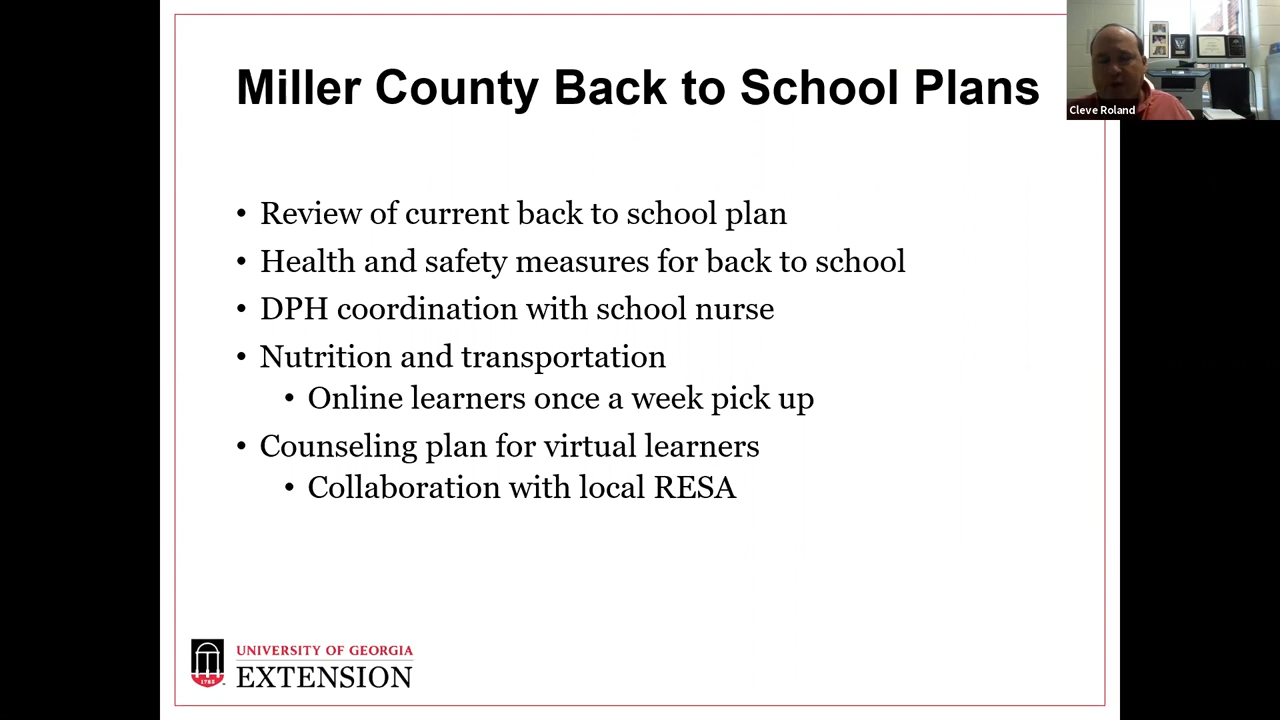 Miller County Back to School Plans
Cleve Roland
• Review of current back to school plan
• Health and safety measures for back to school
• DPH coordination with school nurse
• Nutrition and transportation
• Online learners once a week pick up
• Counseling plan for virtual learners
• Collaboration with local RESA
1785
UNIVERSITY OF GEORGIA
EXTENSION